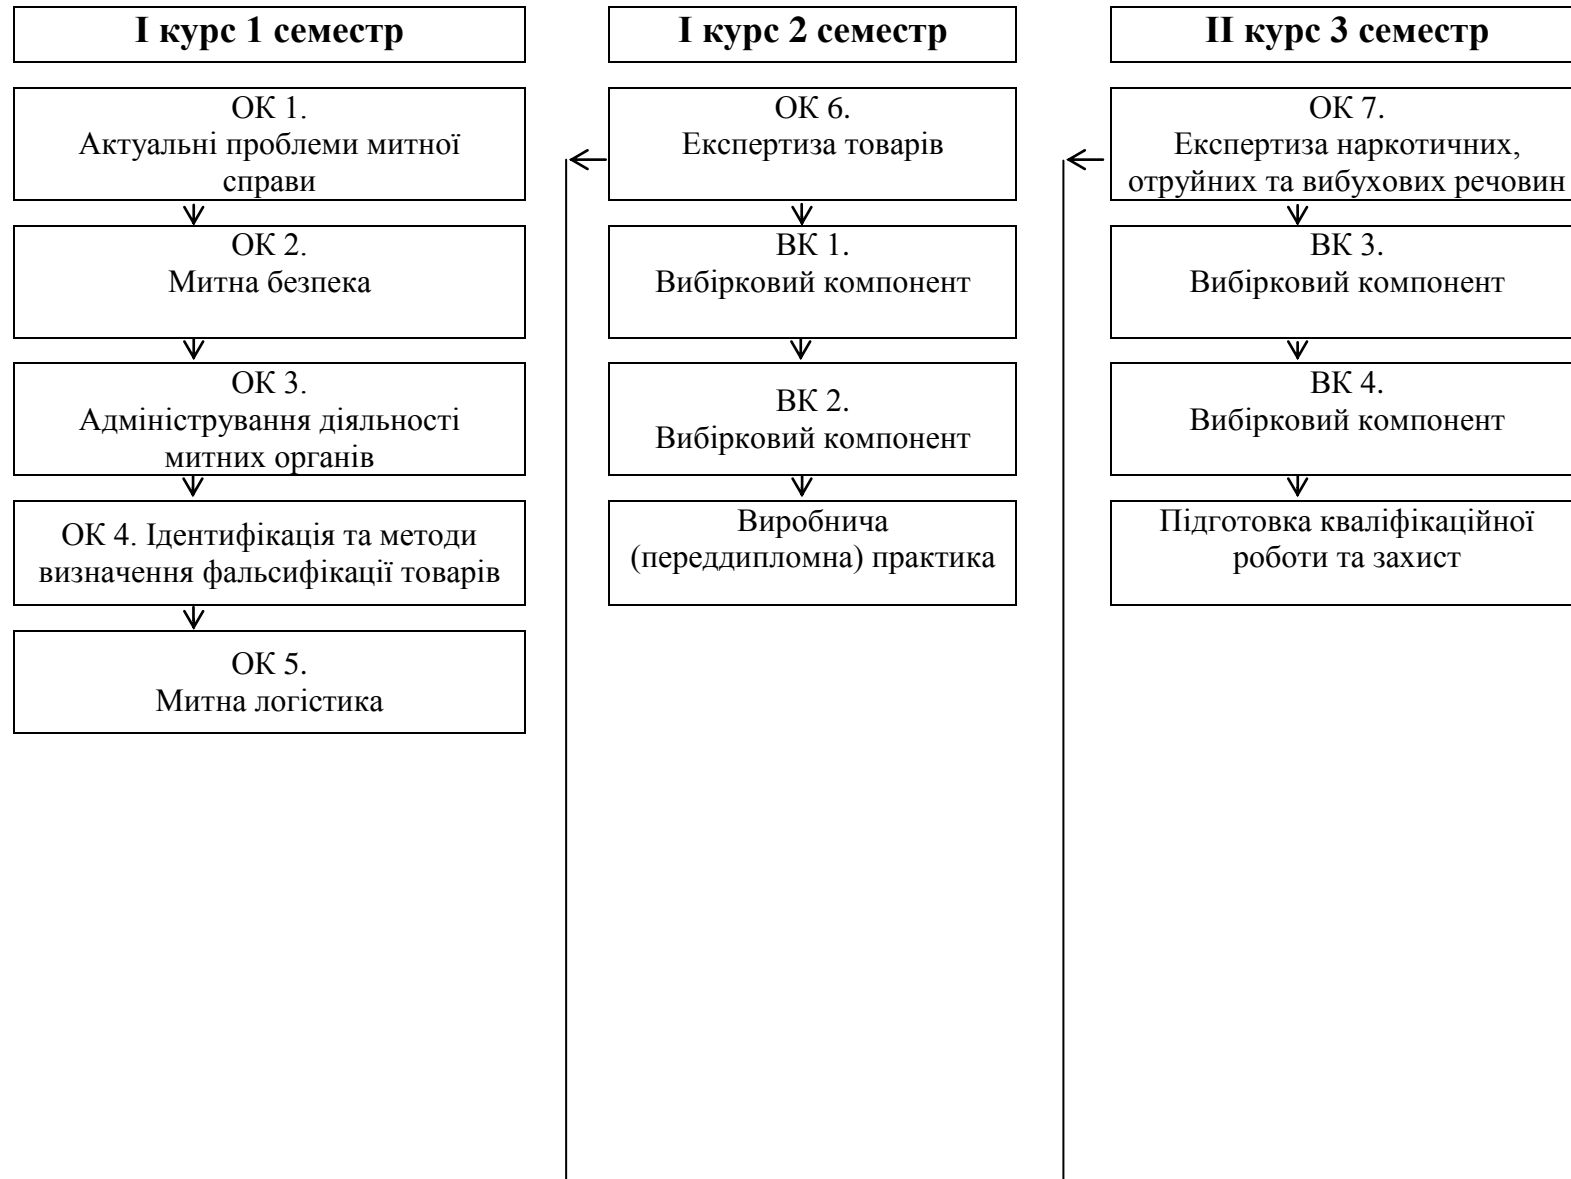 I курс 1 семестр
ОК 1.
Актуальні проблеми митної
справи
ОК 2.
Митна безпека
ОК 3.
Адміністрування діяльності
митних органів
ОК 4. Ідентифікація та методи
визначення фальсифікації товарів
ОК 5.
Митна логістика
I курс 2 семестр
ОК 6.
Експертиза товарів
ВК 1.
Вибірковий компонент
ВК 2.
Вибірковий компонент
Виробнича
(переддипломна) практика
II курс 3 семестр
ОК 7.
Експертиза наркотичних,
отруйних та вибухових речовин
ВК 3.
Вибірковий компонент
ВК 4.
Вибірковий компонент
Підготовка кваліфікаційної
роботи та захист